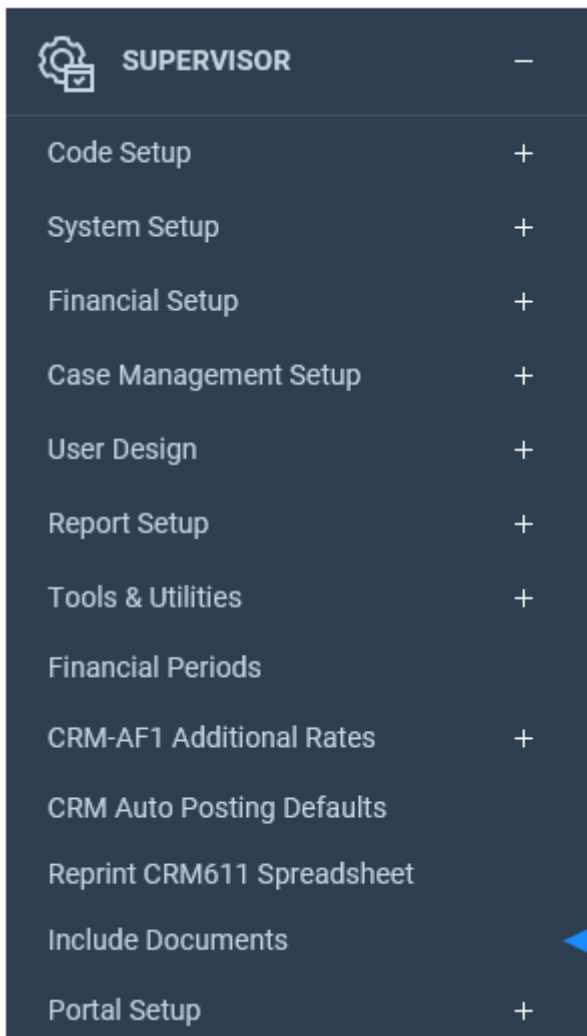 SUPERVISOR −
Code Setup +
System Setup +
Financial Setup +
Case Management Setup +
User Design +
Report Setup +
Tools & Utilities +
Financial Periods
CRM-AF1 Additional Rates +
CRM Auto Posting Defaults
Reprint CRM611 Spreadsheet
Include Documents
Portal Setup +